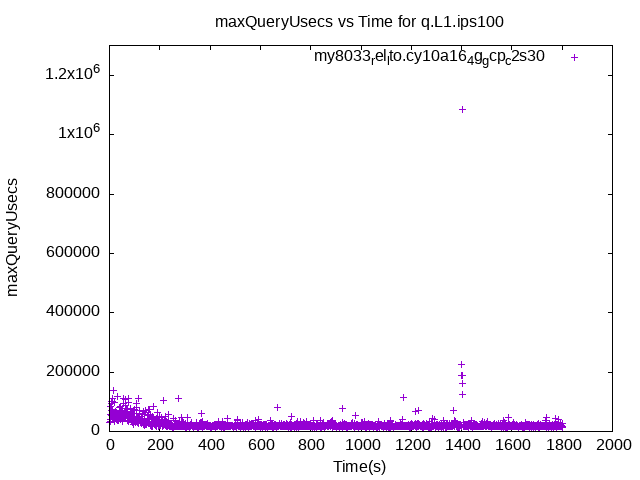 maxQueryUsecs vs Time for q.L1.ips100
my8033_rel_lto.cy10a16_4g_gcp_c2s30
1.2x10^6
1x10^6
800000
600000
400000
200000
0
maxQueryUsecs
0 200 400 600 800 1000 1200 1400 1600 1800 2000
Time(s)